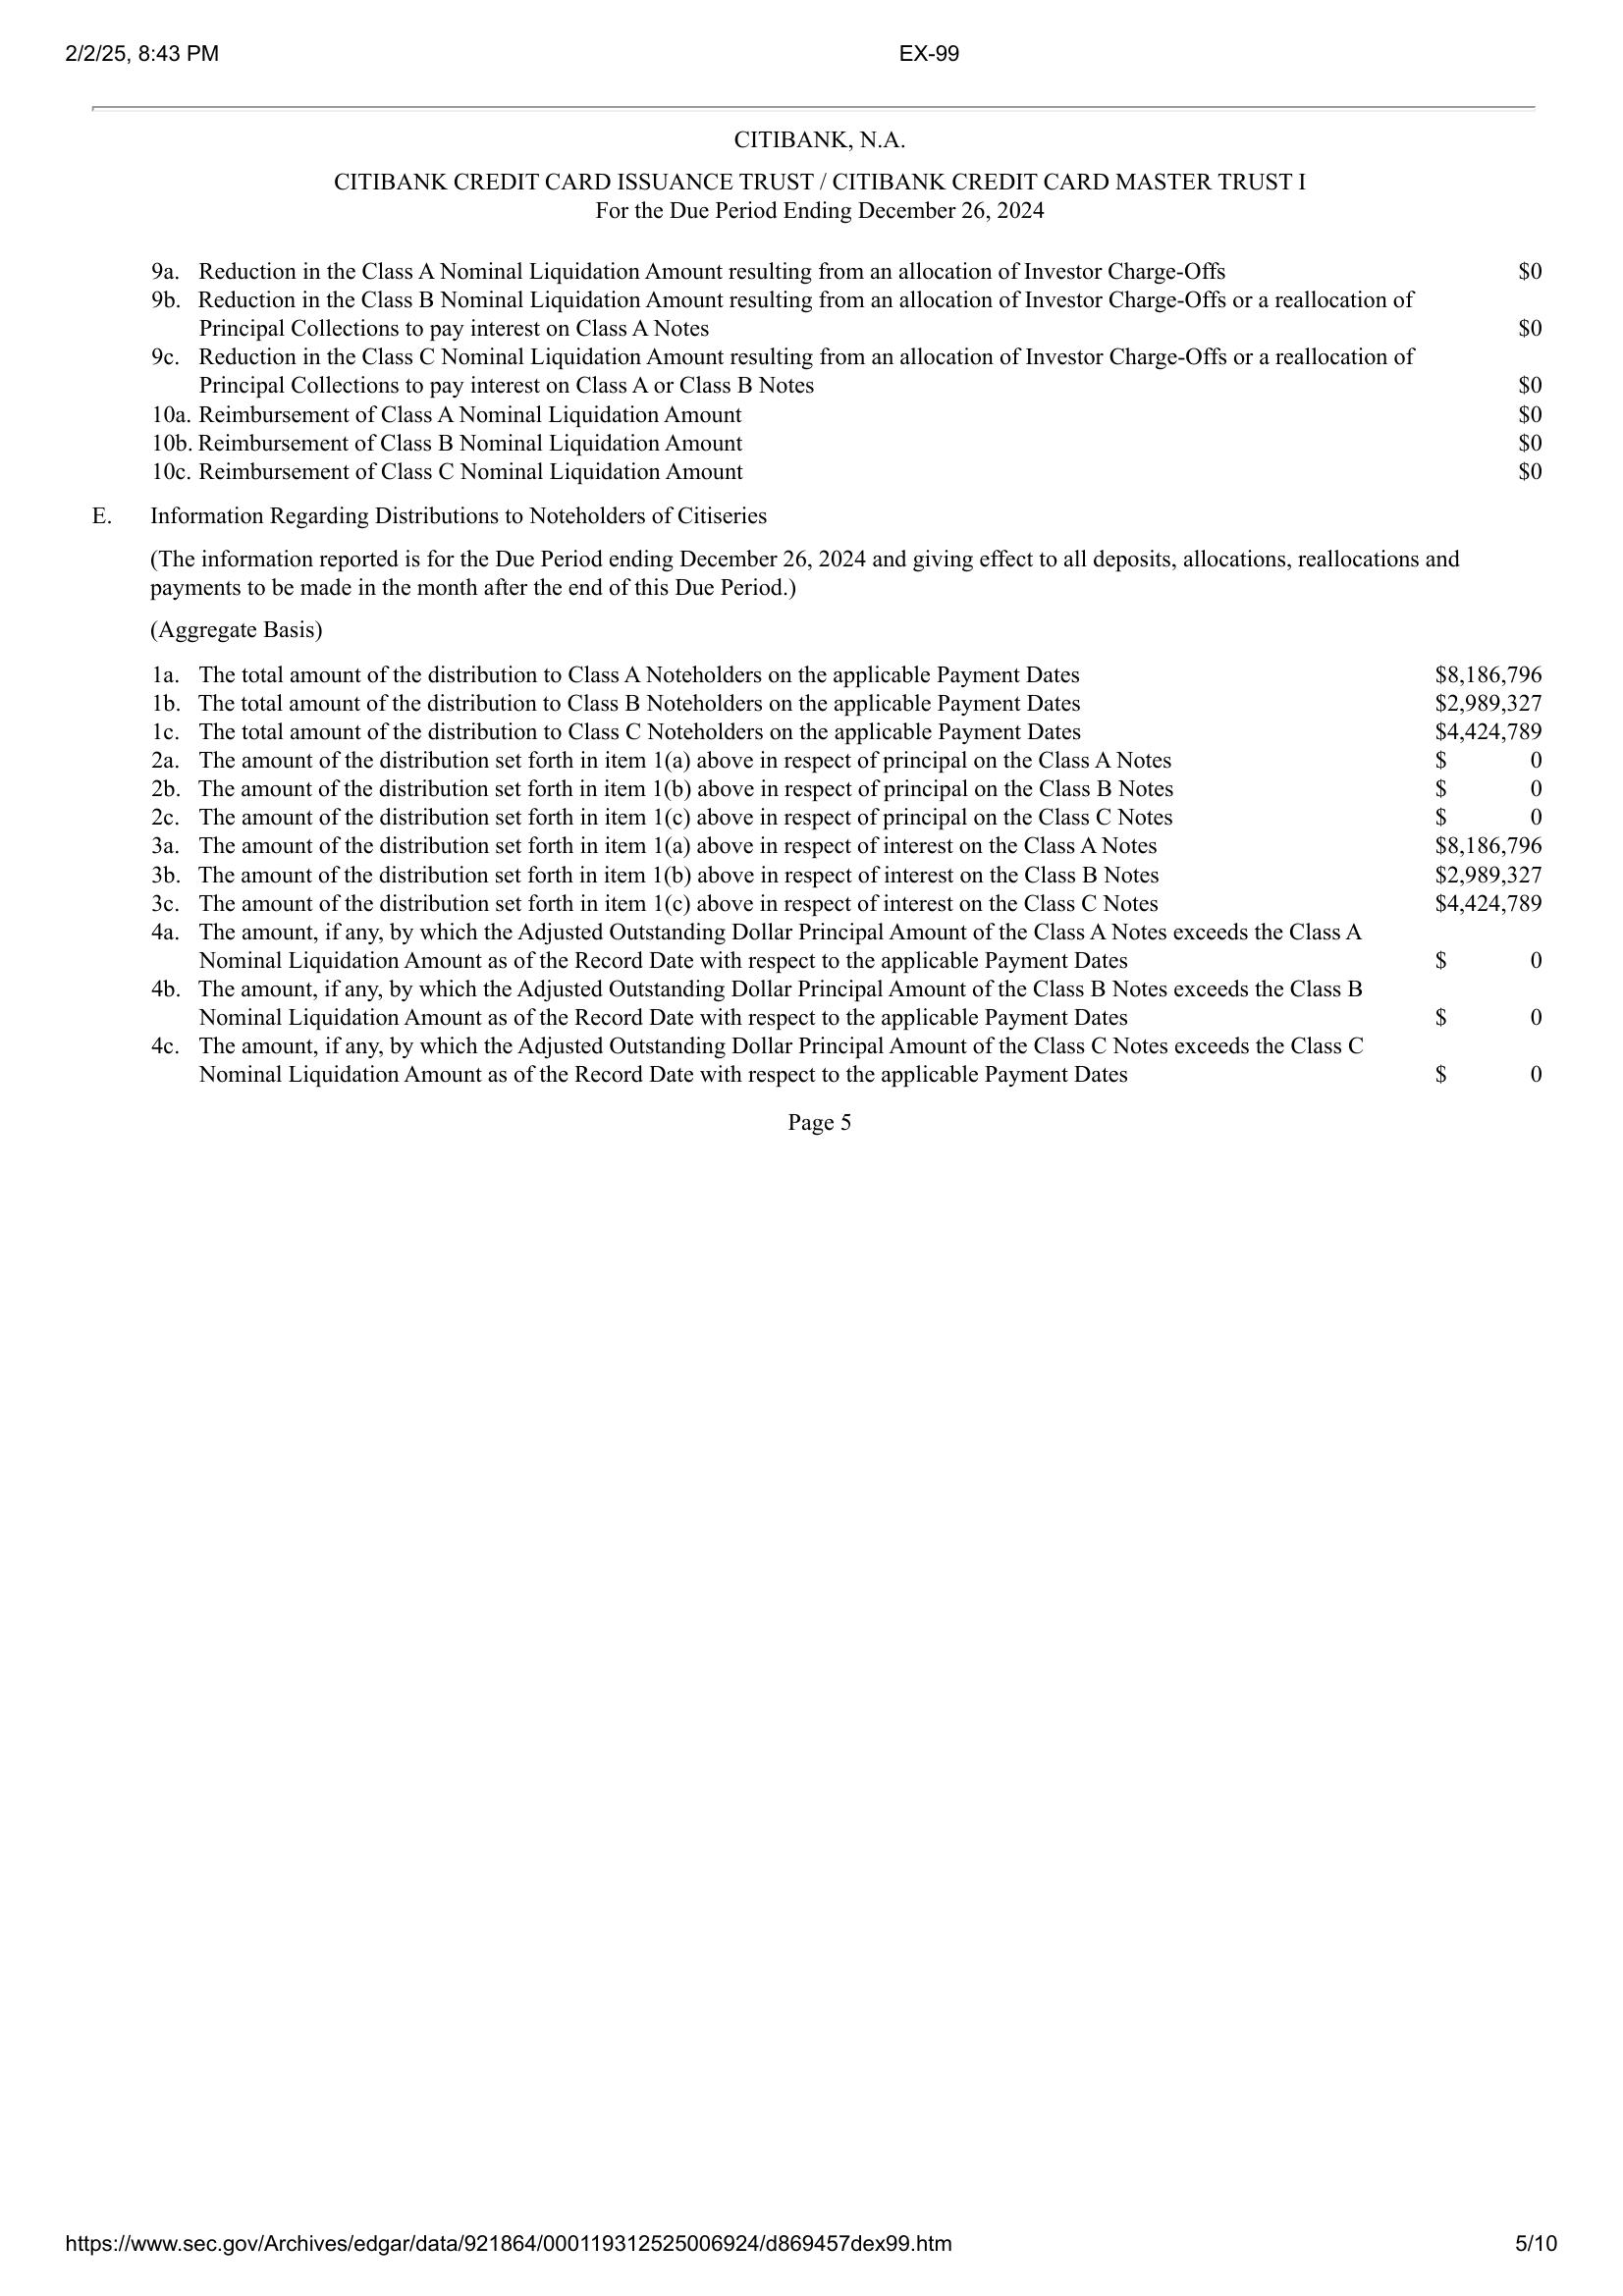 2/2/25, 8:43 PM EX-99
CITIBANK, N.A.
CITIBANK CREDIT CARD ISSUANCE TRUST / CITIBANK CREDIT CARD MASTER TRUST I
For the Due Period Ending December 26, 2024
9a. Reduction in the Class A Nominal Liquidation Amount resulting from an allocation of Investor Charge-Offs $0
9b. Reduction in the Class B Nominal Liquidation Amount resulting from an allocation of Investor Charge-Offs or a reallocation of
Principal Collections to pay interest on Class A Notes $0
9c. Reduction in the Class C Nominal Liquidation Amount resulting from an allocation of Investor Charge-Offs or a reallocation of
Principal Collections to pay interest on Class A or Class B Notes $0
10a. Reimbursement of Class A Nominal Liquidation Amount $0
10b. Reimbursement of Class B Nominal Liquidation Amount $0
10c. Reimbursement of Class C Nominal Liquidation Amount $0
E. Information Regarding Distributions to Noteholders of Citiseries
(The information reported is for the Due Period ending December 26, 2024 and giving effect to all deposits, allocations, reallocations and
payments to be made in the month after the end of this Due Period.)
(Aggregate Basis)
1a. The total amount of the distribution to Class A Noteholders on the applicable Payment Dates $8,186,796
1b. The total amount of the distribution to Class B Noteholders on the applicable Payment Dates $2,989,327
1c. The total amount of the distribution to Class C Noteholders on the applicable Payment Dates $4,424,789
2a. The amount of the distribution set forth in item 1(a) above in respect of principal on the Class A Notes $ 0
2b. The amount of the distribution set forth in item 1(b) above in respect of principal on the Class B Notes $ 0
2c. The amount of the distribution set forth in item 1(c) above in respect of principal on the Class C Notes $ 0
3a. The amount of the distribution set forth in item 1(a) above in respect of interest on the Class A Notes $8,186,796
3b. The amount of the distribution set forth in item 1(b) above in respect of interest on the Class B Notes $2,989,327
3c. The amount of the distribution set forth in item 1(c) above in respect of interest on the Class C Notes $4,424,789
4a. The amount, if any, by which the Adjusted Outstanding Dollar Principal Amount of the Class A Notes exceeds the Class A
Nominal Liquidation Amount as of the Record Date with respect to the applicable Payment Dates $ 0
4b. The amount, if any, by which the Adjusted Outstanding Dollar Principal Amount of the Class B Notes exceeds the Class B
Nominal Liquidation Amount as of the Record Date with respect to the applicable Payment Dates $ 0
4c. The amount, if any, by which the Adjusted Outstanding Dollar Principal Amount of the Class C Notes exceeds the Class C
Nominal Liquidation Amount as of the Record Date with respect to the applicable Payment Dates $ 0
Page 5
https://www.sec.gov/Archives/edgar/data/921864/000119312525006924/d869457dex99.htm 5/10